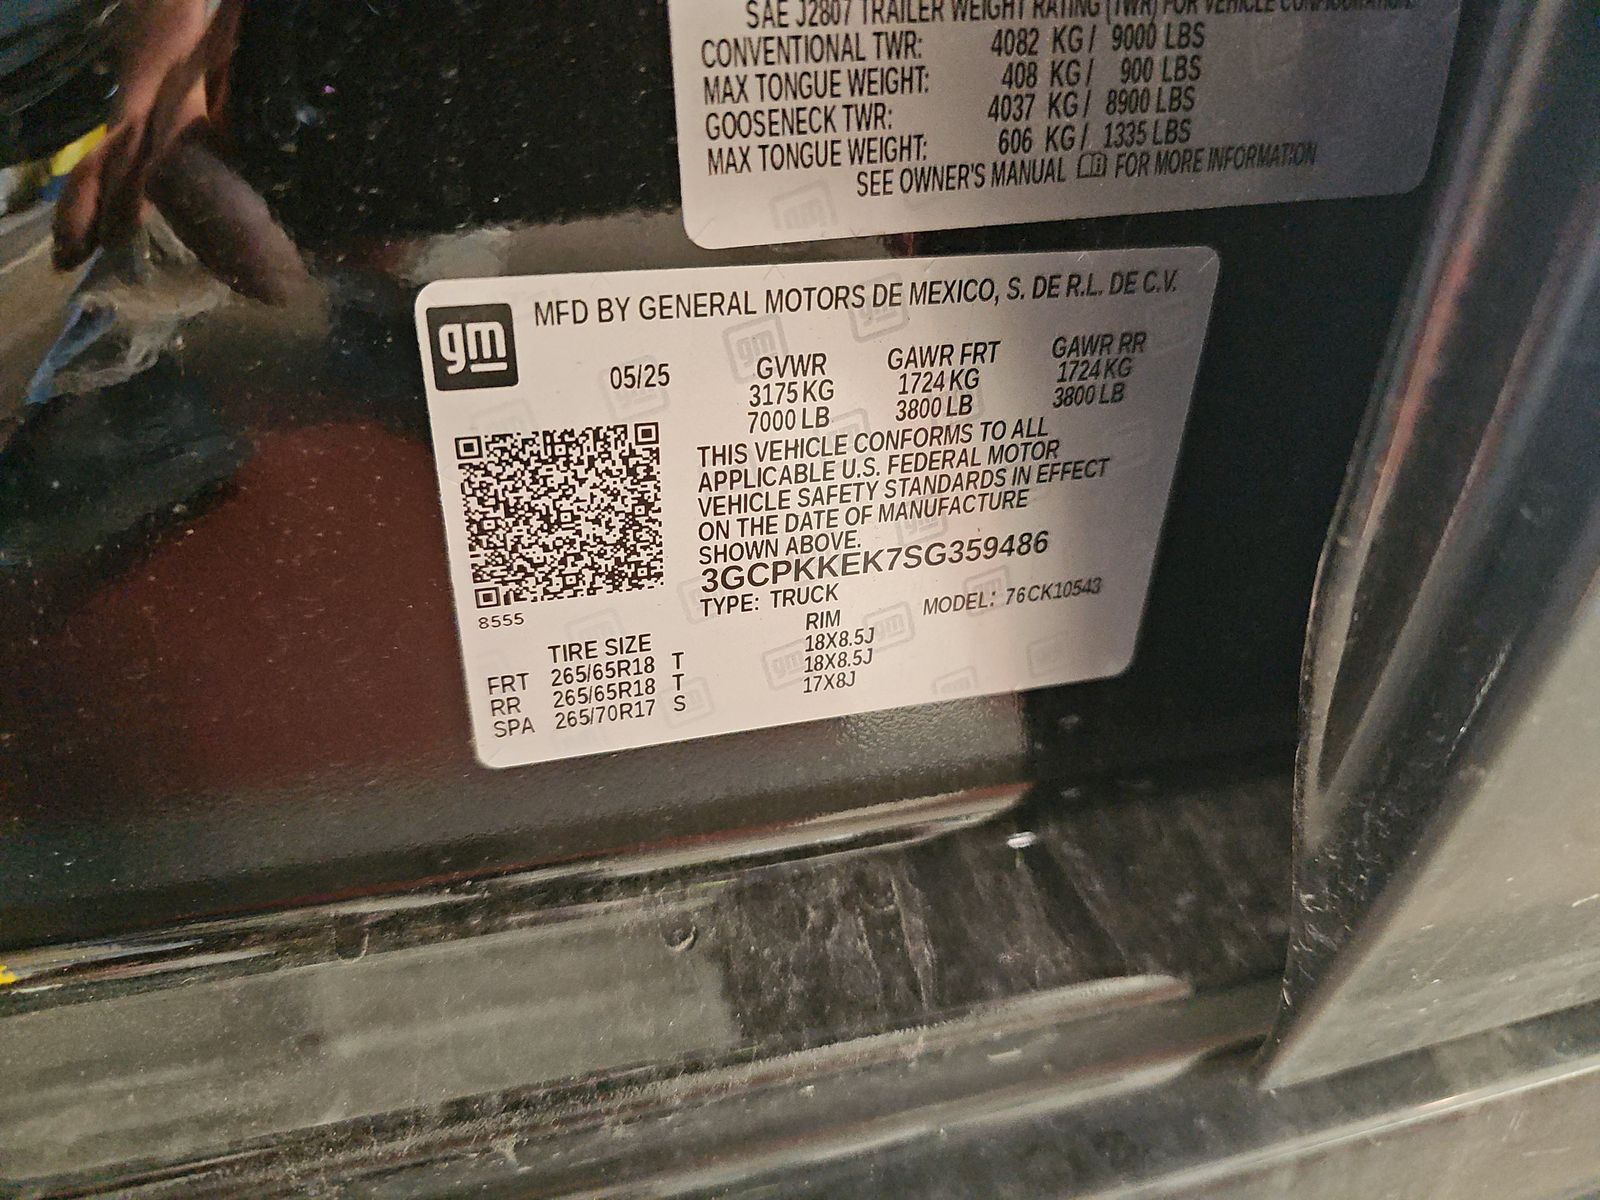 SAE J2807 TRAILER WEIGHT RATING (TWR) FOR VEHICLE CONFIGURATION.
CONVENTIONAL TWR: 4082 KG / 9000 LBS
MAX TONGUE WEIGHT: 408 KG / 900 LBS
GOOSENECK TWR: 4037 KG / 8900 LBS
MAX TONGUE WEIGHT: 606 KG / 1335 LBS
SEE OWNER'S MANUAL FOR MORE INFORMATION
gm
MFD BY GENERAL MOTORS DE MEXICO, S. DE R.L. DE C.V.
05/25 GVWR GAWR FRT GAWR RR
3175 KG 1724 KG 1724 KG
7000 LB 3800 LB 3800 LB
THIS VEHICLE CONFORMS TO ALL
APPLICABLE U.S. FEDERAL MOTOR
VEHICLE SAFETY STANDARDS IN EFFECT
ON THE DATE OF MANUFACTURE
SHOWN ABOVE.
3GCPKKEK7SG359486
TYPE: TRUCK MODEL: 76CK10543
8555
TIRE SIZE RIM
FRT 265/65R18 T 18X8.5J
RR 265/65R18 T 18X8.5J
SPA 265/70R17 S 17X8J